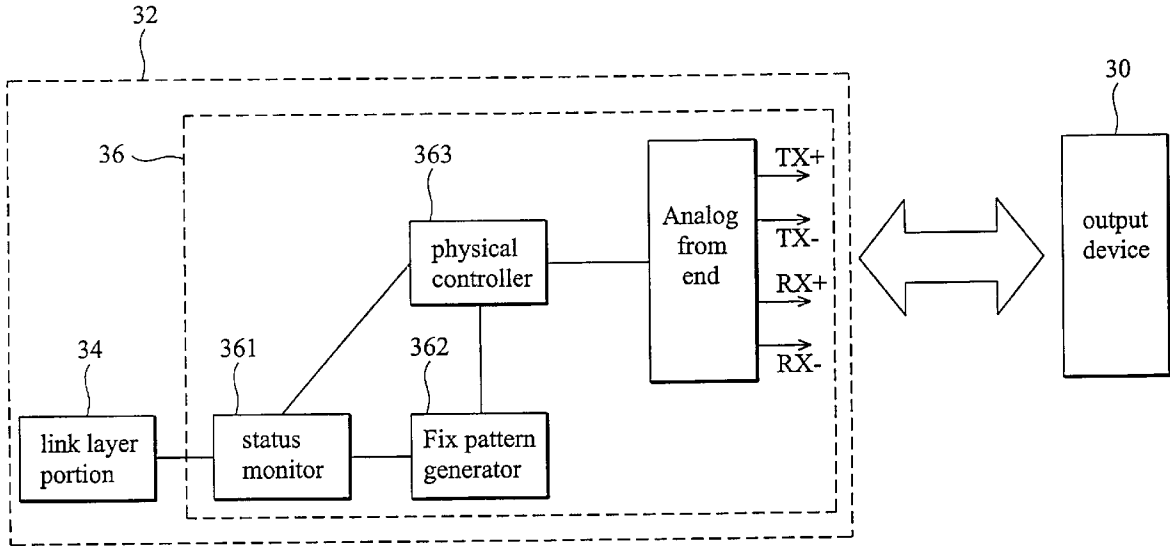 32
30
36
363
TX+
Analog
from
end
physical
controller
TX-
output
device
RX+
34
361
362
RX-
link layer
portion
status
monitor
Fix pattern
generator